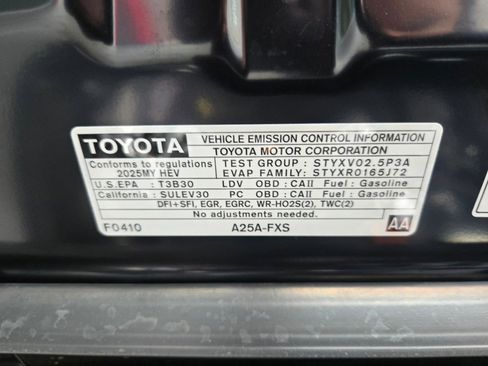 TOYOTA VEHICLE EMISSION CONTROL INFORMATION
TOYOTA MOTOR CORPORATION
Conforms to regulations TEST GROUP : STYXV02.5P3A
2025MY HEV EVAP FAMILY: STYXR0165J72
U.S.EPA : T3B30 LDV OBD : CAII Fuel : Gasoline
California : SULEV30 PC OBD : CAII Fuel : Gasoline
DFI+SFI, EGR, EGRC, WR-HO2S(2), TWC(2)
No adjustments needed.
F0410 A25A-FXS AA